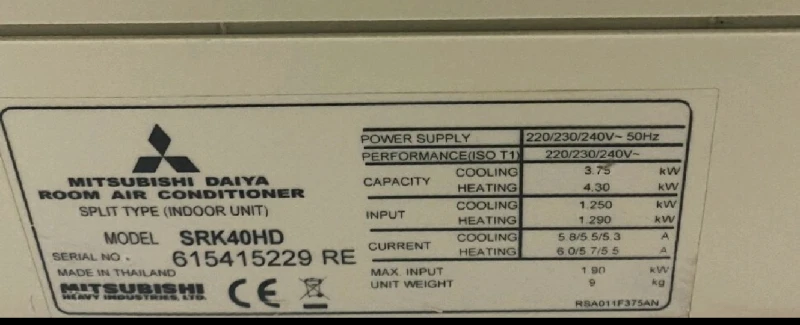 MITSUBISHI DAIYA
ROOM AIR CONDITIONER
SPLIT TYPE (INDOOR UNIT)
MODEL SRK40HD
SERIAL NO. 615415229 RE
MADE IN THAILAND
MITSUBISHI
HEAVY INDUSTRIES, LTD.
CE
POWER SUPPLY 220/230/240V~ 50Hz
PERFORMANCE(ISO T1) 220/230/240V~
CAPACITY COOLING 3.75 kW
HEATING 4.30 kW
INPUT COOLING 1.250 kW
HEATING 1.290 kW
CURRENT COOLING 5.8/5.5/5.3 A
HEATING 6.0/5.7/5.5 A
MAX. INPUT 1.90 kW
UNIT WEIGHT 9 kg
RSA011F375AN